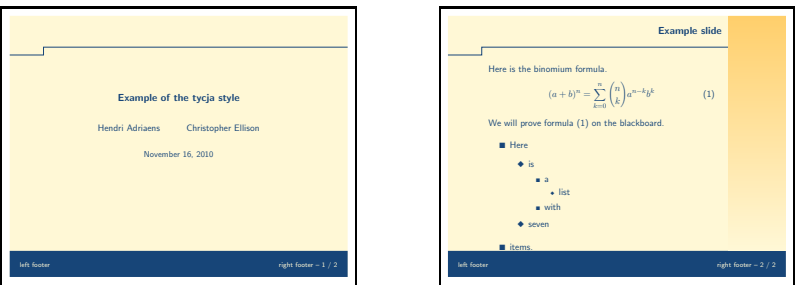 Example of the tycja style
Hendri Adriaens Christopher Ellison
November 16, 2010
left footer
right footer – 1 / 2
Example slide
Here is the binomium formula.
(a + b)^n = \sum_{k=0}^{n} \binom{n}{k} a^{n-k} b^k (1)
We will prove formula (1) on the blackboard.
■ Here
◆ is
■ a
◆ list
■ with
◆ seven
■ items.
left footer
right footer – 2 / 2